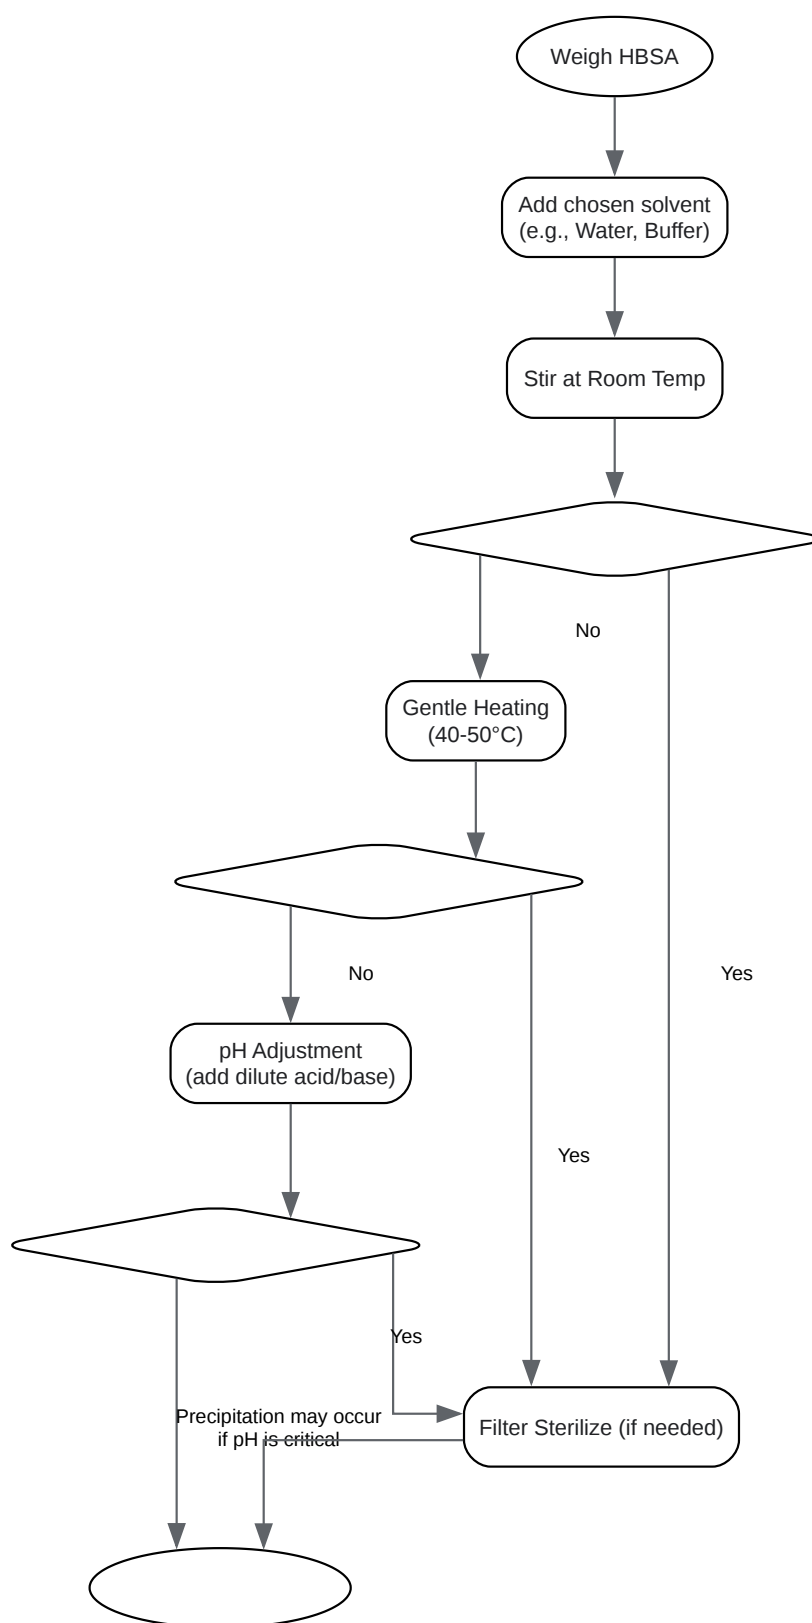 Weigh HBSA
Add chosen solvent
(e.g., Water, Buffer)
Stir at Room Temp
No
Gentle Heating
(40-50°C)
No
Yes
pH Adjustment
(add dilute acid/base)
Yes
Yes
Precipitation may occur
if pH is critical
Filter Sterilize (if needed)